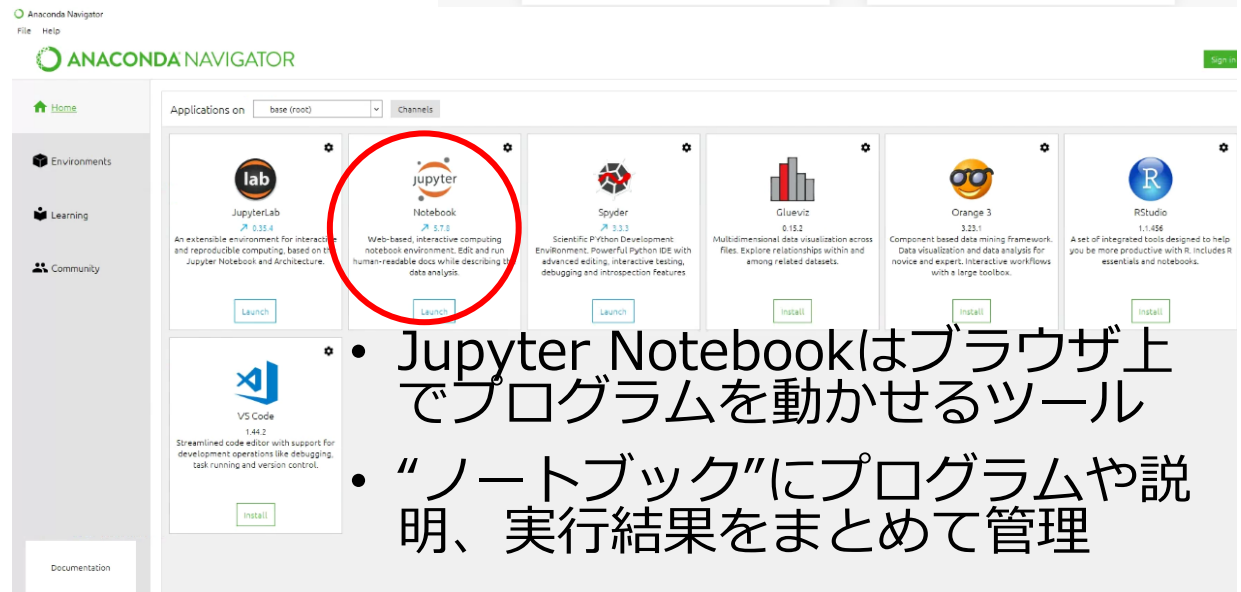 Anaconda Navigator
File Help
ANACONDA NAVIGATOR
Sign in
Home
Environments
Learning
Community
Documentation
Applications on base (root) Channels
lab
JupyterLab
0.35.4
An extensible environment for interactive
and reproducible computing, based on the
Jupyter Notebook and Architecture.
Launch
jupyter
Notebook
5.7.8
Web-based, interactive computing
notebook environment. Edit and run
human-readable docs while describing the
data analysis.
Launch
Spyder
3.3.3
Scientific PYthon Development
EnviRonment. Powerful Python IDE with
advanced editing, interactive testing,
debugging and introspection features
Launch
Glueviz
0.15.2
Multidimensional data visualization across
files. Explore relationships within and
among related datasets.
Install
Orange 3
3.23.1
Component based data mining framework.
Data visualization and data analysis for
novice and expert. Interactive workflows
with a large toolbox.
Install
R
RStudio
1.1.456
A set of integrated tools designed to help
you be more productive with R. Includes R
essentials and notebooks.
Install
VS Code
1.44.2
Streamlined code editor with support for
development operations like debugging,
task running and version control.
Install
• Jupyter Notebookはブラウザ上
でプログラムを動かせるツール
• “ノートブック”にプログラムや説
明、実行結果をまとめて管理